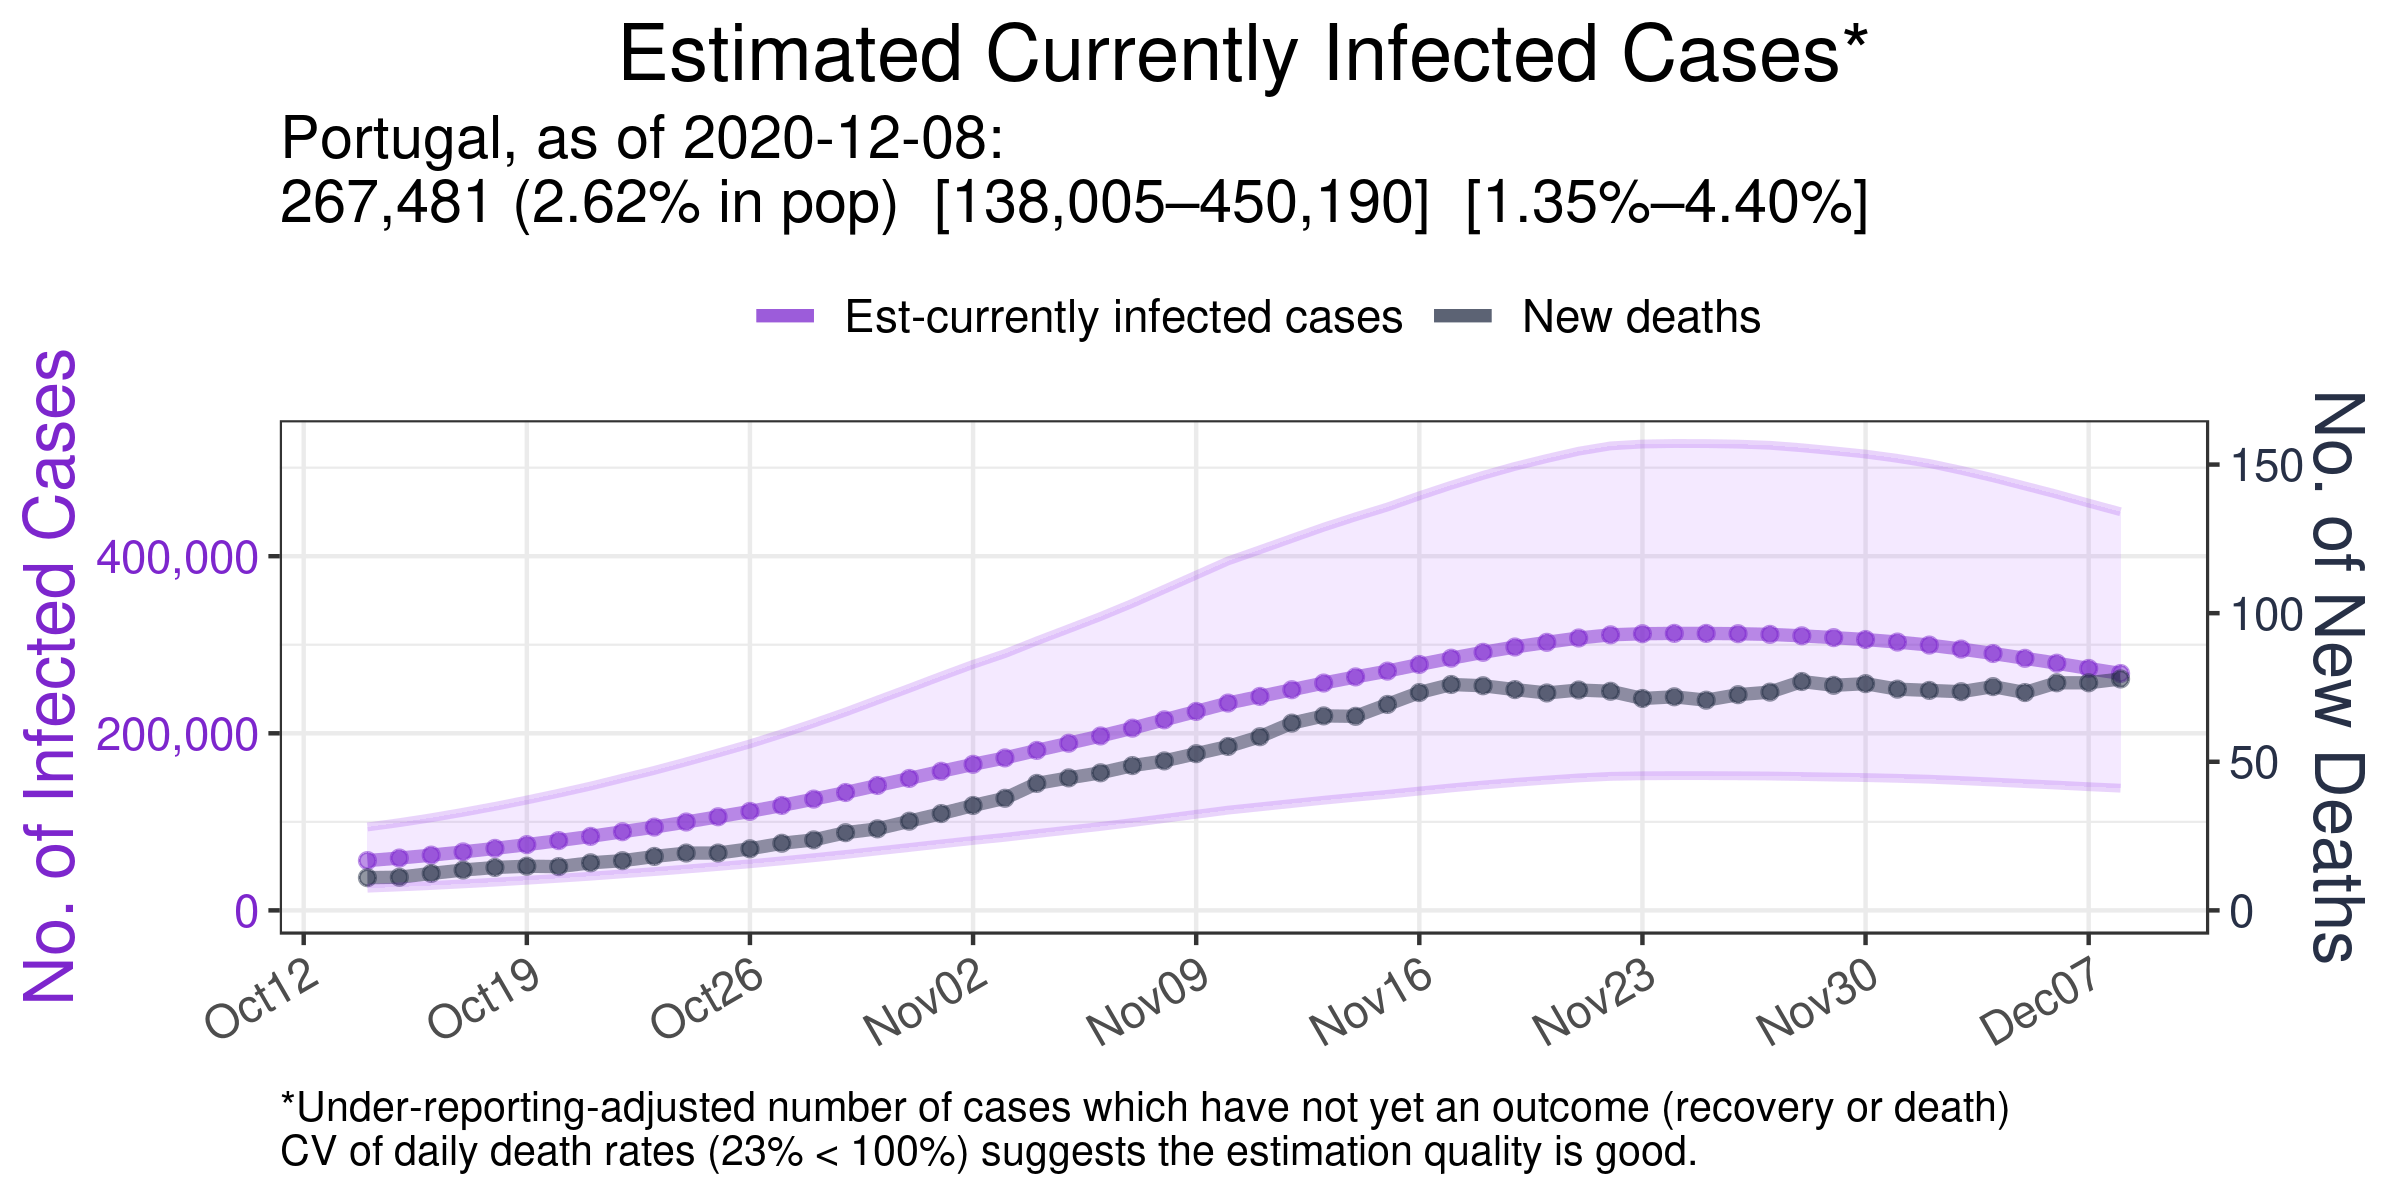 Estimated Currently Infected Cases*
Portugal, as of 2020-12-08:
267,481 (2.62% in pop)  [138,005–450,190]  [1.35%–4.40%]
Est-currently infected cases
New deaths
No. of Infected Cases
400,000
200,000
0
150
100
50
0
No. of New Deaths
Oct12
Oct19
Oct26
Nov02
Nov09
Nov16
Nov23
Nov30
Dec07
*Under-reporting-adjusted number of cases which have not yet an outcome (recovery or death)
CV of daily death rates (23% < 100%) suggests the estimation quality is good.